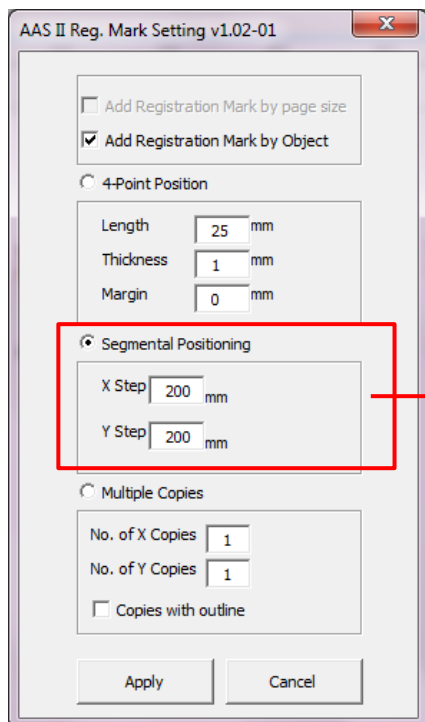 AAS II Reg. Mark Setting v1.02-01
Add Registration Mark by page size
Add Registration Mark by Object
4-Point Position
Length 25 mm
Thickness 1 mm
Margin 0 mm
Segmental Positioning
X Step 200 mm
Y Step 200 mm
Multiple Copies
No. of X Copies 1
No. of Y Copies 1
Copies with outline
Apply Cancel